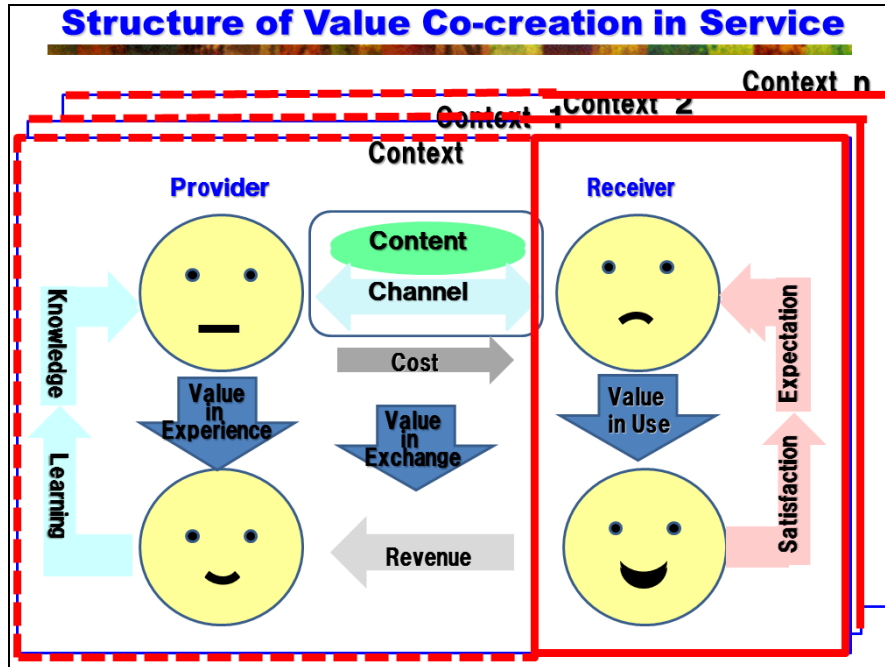 Structure of Value Co-creation in Service
Context n
Context 1
Context 2
Context
Provider
Receiver
Content
Channel
Knowledge
Expectation
Cost
Value
in
Experience
Value
in
Exchange
Value
in Use
Learning
Satisfaction
Revenue